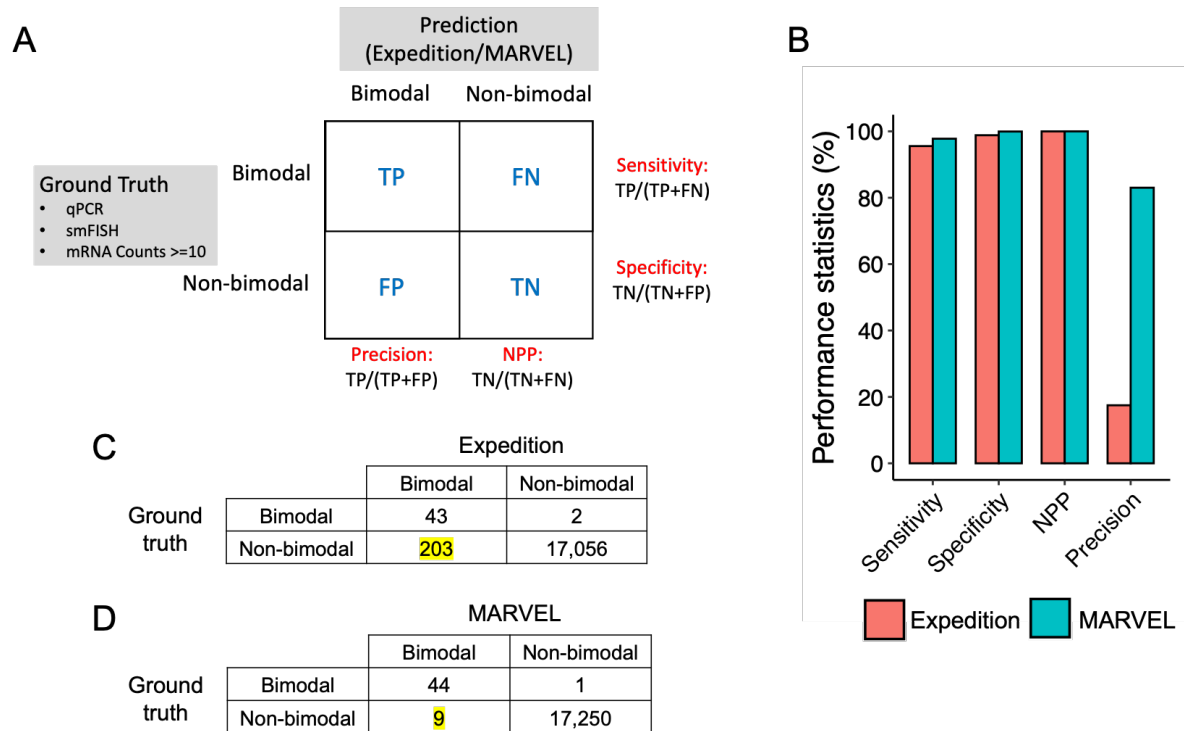 A
Prediction
(Expedition/MARVEL)
Bimodal Non-bimodal
Ground Truth
• qPCR
• smFISH
• mRNA Counts >=10
Bimodal
TP FN
Sensitivity:
TP/(TP+FN)
Non-bimodal
FP TN
Specificity:
TN/(TN+FP)
Precision:
TP/(TP+FP)
NPP:
TN/(TN+FN)
B
Performance statistics (%)
100
80
60
40
20
0
Sensitivity
Specificity
NPP
Precision
Expedition MARVEL
C
Expedition
Bimodal Non-bimodal
Ground
truth
Bimodal 43 2
Non-bimodal 203 17,056
D
MARVEL
Bimodal Non-bimodal
Ground
truth
Bimodal 44 1
Non-bimodal 9 17,250